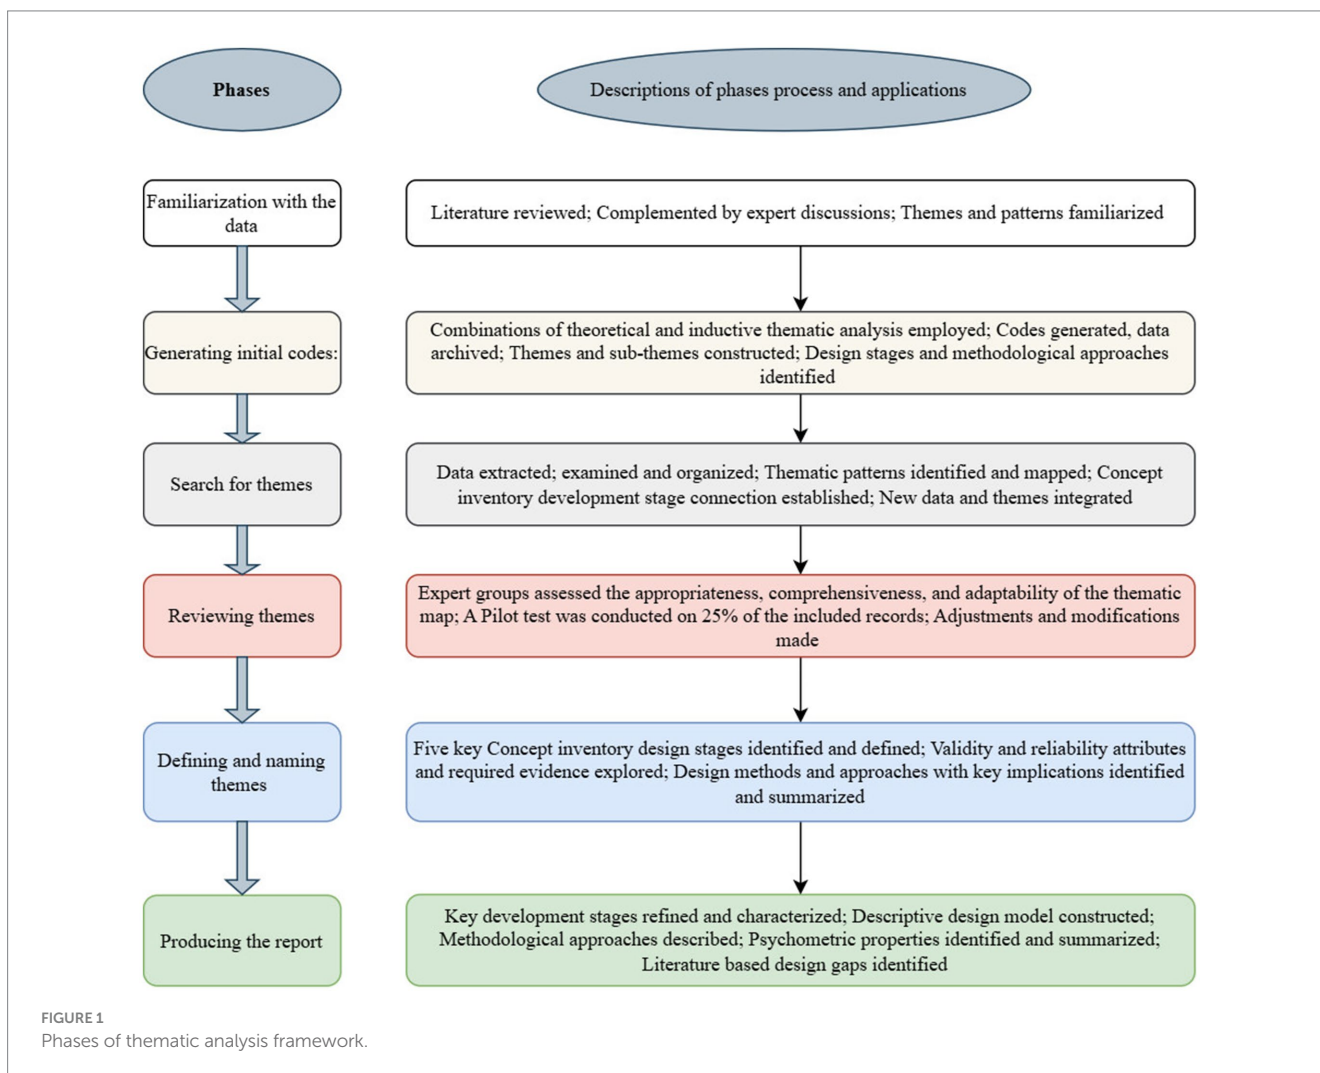 Phases
Descriptions of phases process and applications
Familiarization with the
data
Literature reviewed; Complemented by expert discussions; Themes and patterns familiarized
Generating initial codes:
Combinations of theoretical and inductive thematic analysis employed; Codes generated, data
archived; Themes and sub-themes constructed; Design stages and methodological approaches
identified
Search for themes
Data extracted; examined and organized; Thematic patterns identified and mapped; Concept
inventory development stage connection established; New data and themes integrated
Reviewing themes
Expert groups assessed the appropriateness, comprehensiveness, and adaptability of the thematic
map; A Pilot test was conducted on 25% of the included records; Adjustments and modifications
made
Defining and naming
themes
Five key Concept inventory design stages identified and defined; Validity and reliability attributes
and required evidence explored; Design methods and approaches with key implications identified
and summarized
Producing the report
Key development stages refined and characterized; Descriptive design model constructed;
Methodological approaches described; Psychometric properties identified and summarized;
Literature based design gaps identified
FIGURE 1
Phases of thematic analysis framework.